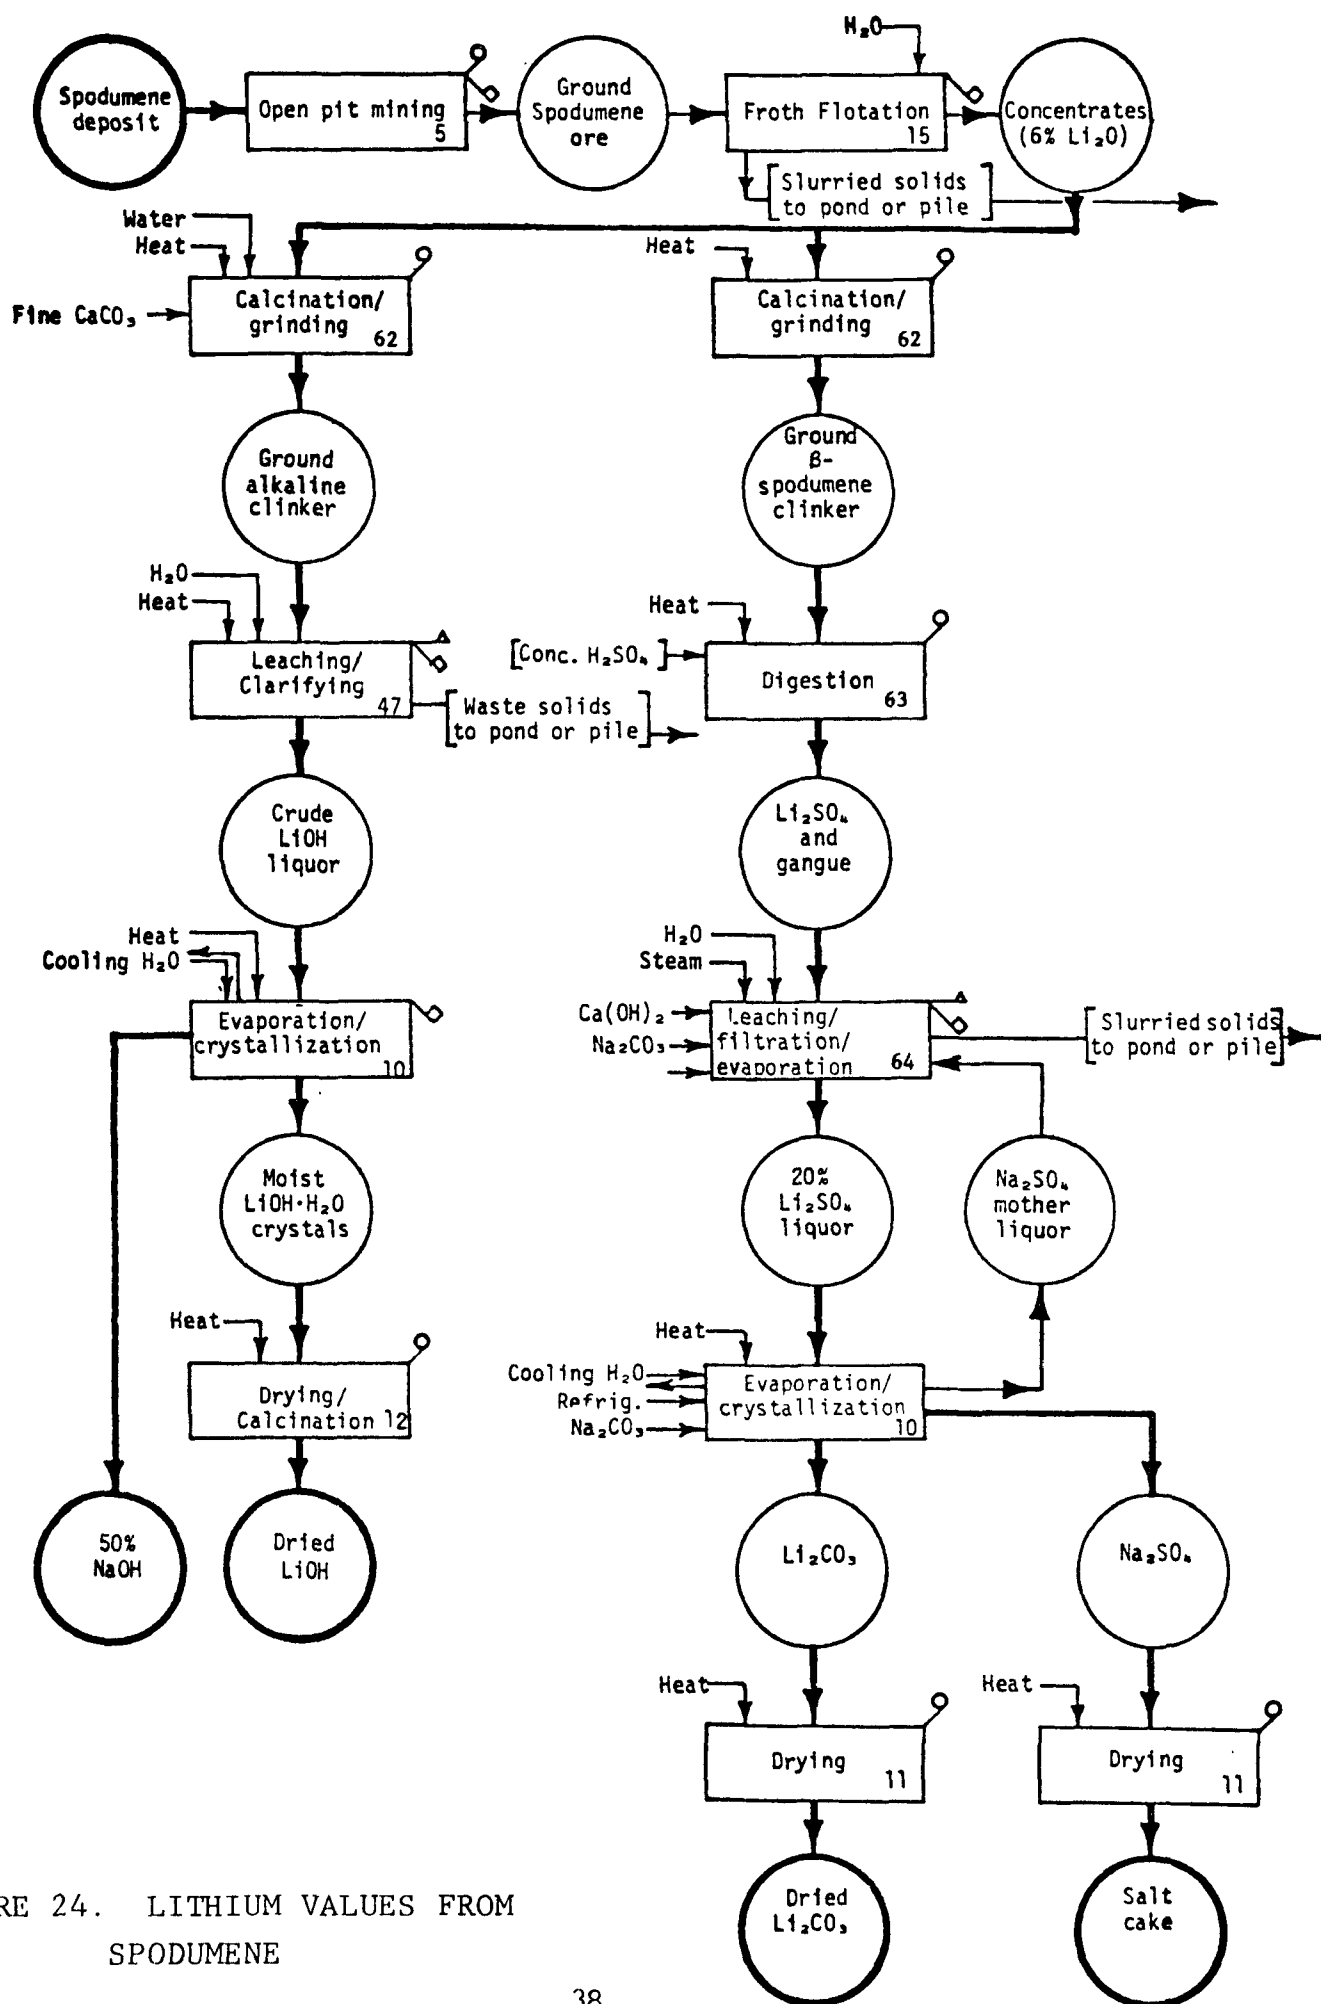 H₂O
Spodumene
deposit
Open pit mining
5
Ground
Spodumene
ore
Froth Flotation
15
Concentrates
(6% Li₂O)
Slurried solids
to pond or pile
Water
Heat
Fine CaCO₃
Calcination/
grinding
62
Heat
Calcination/
grinding
62
Ground
alkaline
clinker
Ground
β-
spodumene
clinker
H₂O
Heat
Leaching/
Clarifying
47
Waste solids
to pond or pile
Heat
Conc. H₂SO₄
Digestion
63
Crude
LiOH
liquor
Li₂SO₄
and
gangue
Heat
Cooling H₂O
Evaporation/
crystallization
10
H₂O
Steam
Ca(OH)₂
Na₂CO₃
Leaching/
filtration/
evaporation
64
Slurried solids
to pond or pile
Moist
LiOH·H₂O
crystals
20%
Li₂SO₄
liquor
Na₂SO₄
mother
liquor
Heat
Drying/
Calcination
12
Heat
Cooling H₂O
Refrig.
Na₂CO₃
Evaporation/
crystallization
10
50%
NaOH
Dried
LiOH
Li₂CO₃
Na₂SO₄
Heat
Drying
11
Heat
Drying
11
Dried
Li₂CO₃
Salt
cake
RE 24. LITHIUM VALUES FROM
SPODUMENE
38